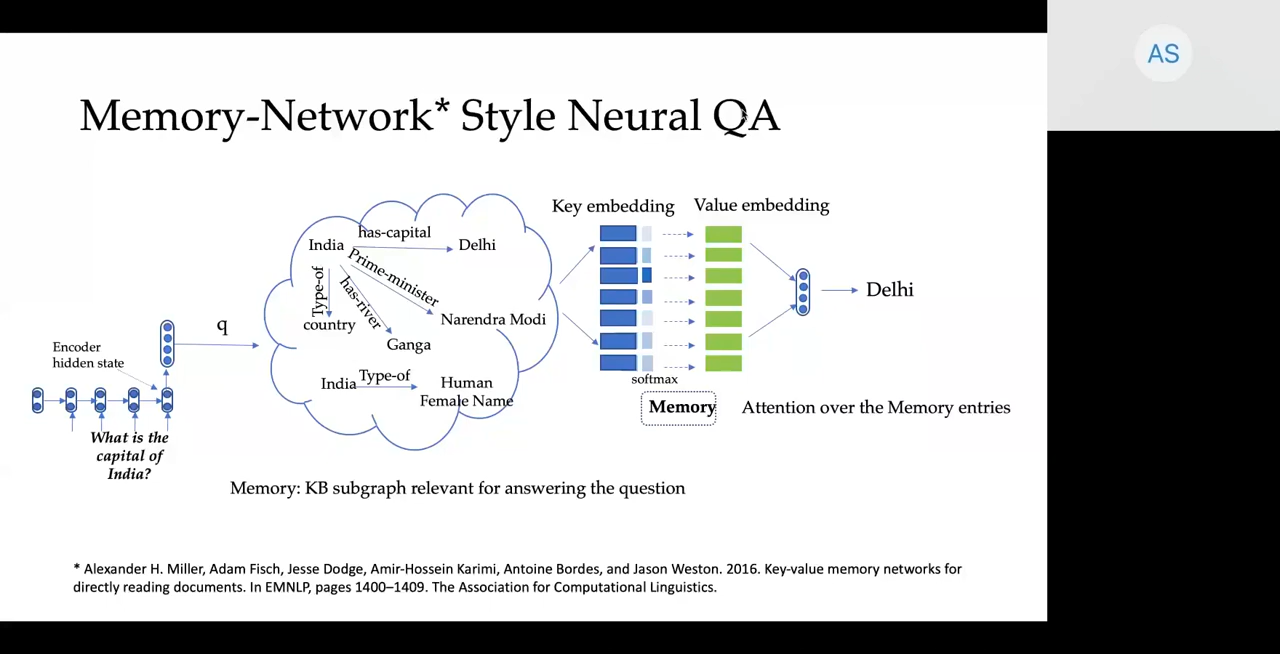 AS
Memory-Network* Style Neural QA
Key embedding
Value embedding
has-capital
India
Delhi
Prime-minister
Type-of
has-river
country
Narendra Modi
Ganga
India
Type-of
Human
Female Name
q
Encoder
hidden state
What is the
capital of
India?
softmax
Memory
Attention over the Memory entries
Delhi
Memory: KB subgraph relevant for answering the question
* Alexander H. Miller, Adam Fisch, Jesse Dodge, Amir-Hossein Karimi, Antoine Bordes, and Jason Weston. 2016. Key-value memory networks for
directly reading documents. In EMNLP, pages 1400–1409. The Association for Computational Linguistics.